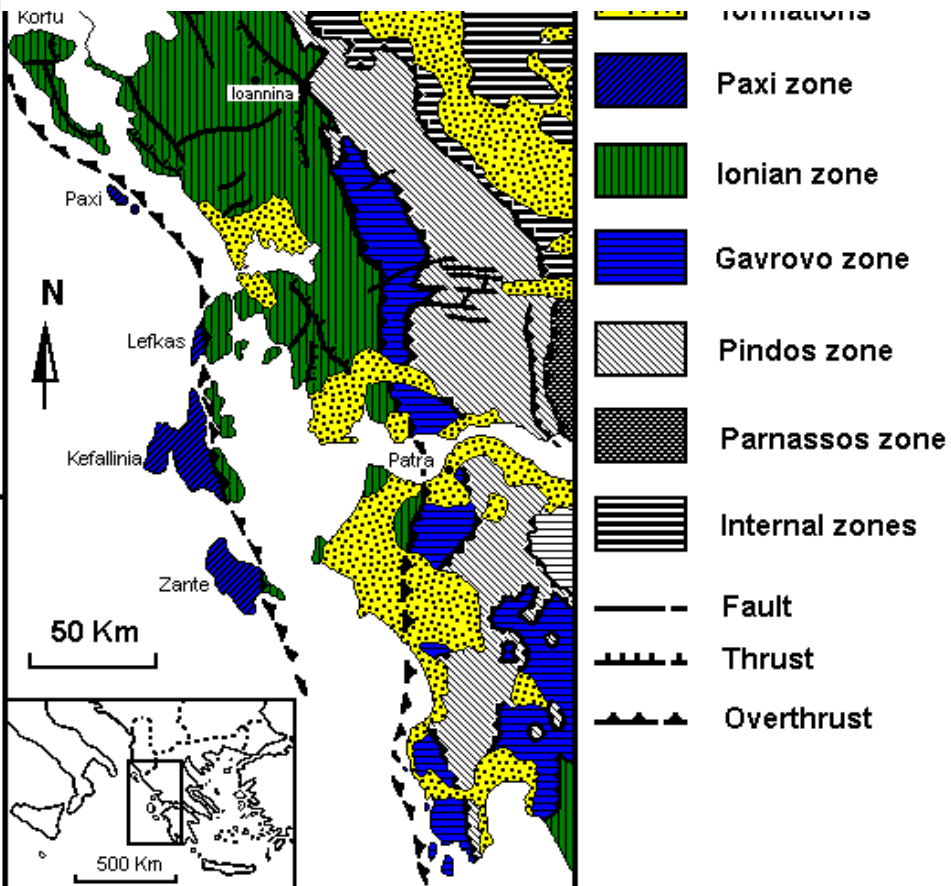 Korfu
formations
Ioannina
Paxi zone
Ionian zone
Paxi
Gavrovo zone
N
Lefkas
Pindos zone
Kefallinia
Patra
Parnassos zone
Internal zones
Zante
50 Km
Fault
Thrust
Overthrust
500 Km